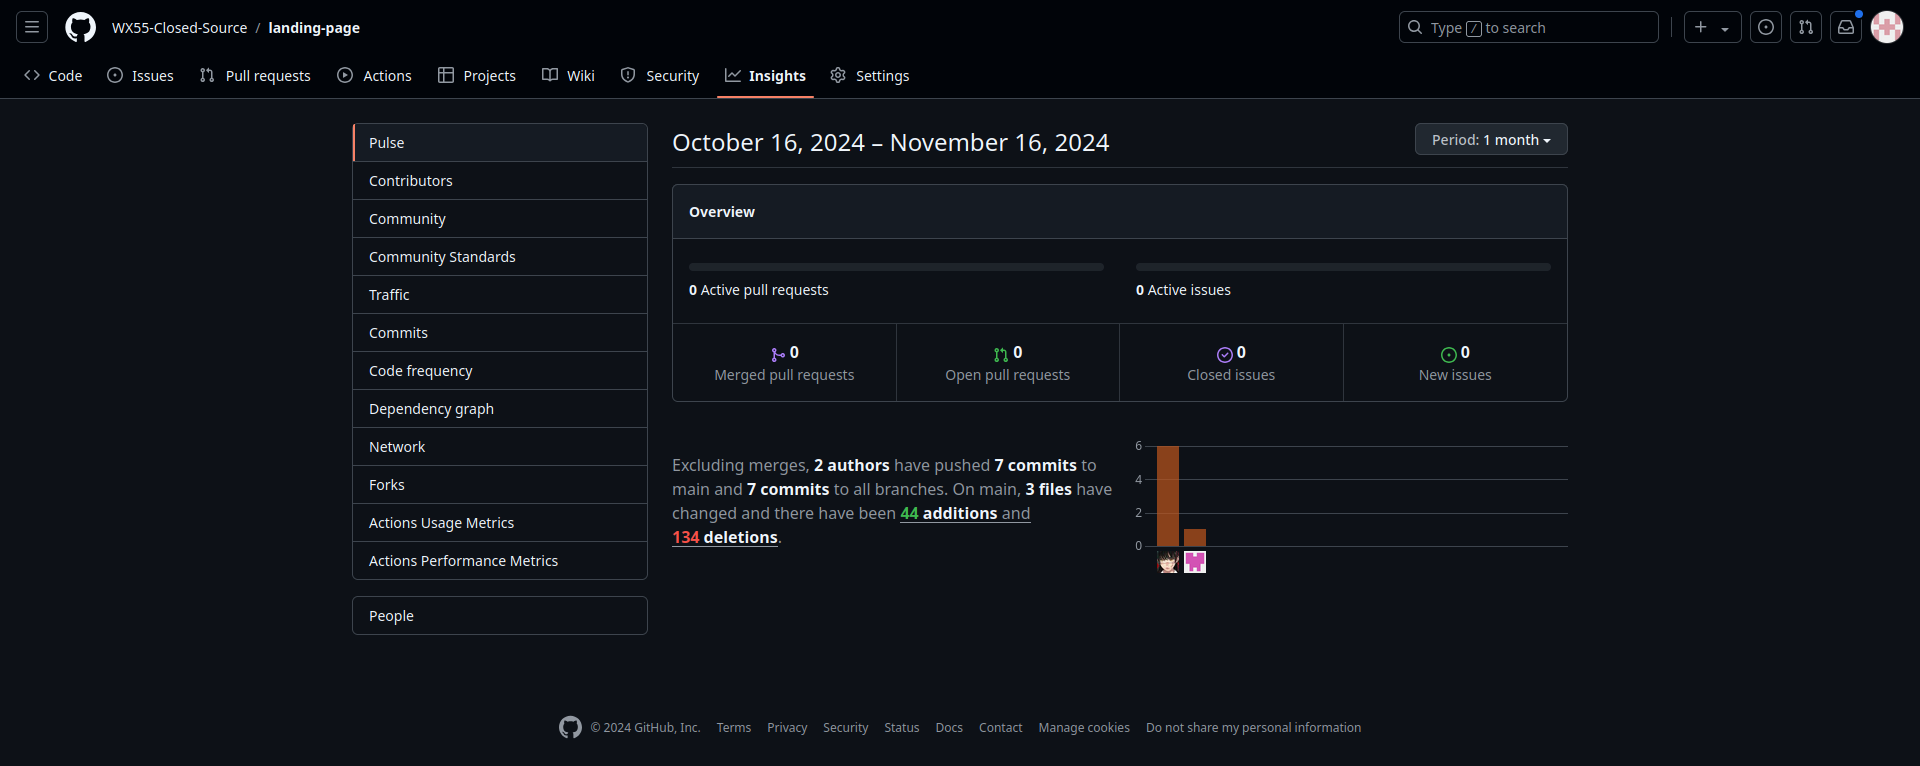 WX55-Closed-Source / landing-page
Type / to search
Code Issues Pull requests Actions Projects Wiki Security Insights Settings
Pulse
Contributors
Community
Community Standards
Traffic
Commits
Code frequency
Dependency graph
Network
Forks
Actions Usage Metrics
Actions Performance Metrics
People
October 16, 2024 – November 16, 2024
Period: 1 month
Overview
0 Active pull requests
0 Active issues
0
Merged pull requests
0
Open pull requests
0
Closed issues
0
New issues
Excluding merges, 2 authors have pushed 7 commits to
main and 7 commits to all branches. On main, 3 files have
changed and there have been 44 additions and
134 deletions.
6
4
2
0
© 2024 GitHub, Inc. Terms Privacy Security Status Docs Contact Manage cookies Do not share my personal information